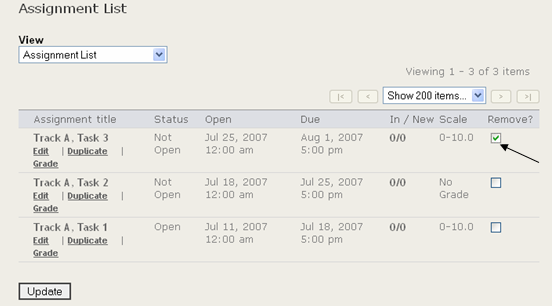 Assignment List
View
Assignment List
Viewing 1 - 3 of 3 items
|< < Show 200 items... > >|
Assignment title Status Open Due In / New Scale Remove?
Track A, Task 3 Not Open Jul 25, 2007 12:00 am Aug 1, 2007 5:00 pm 0/0 0-10.0
Edit | Duplicate |
Grade
Track A, Task 2 Not Open Jul 18, 2007 12:00 am Jul 25, 2007 5:00 pm 0/0 No Grade
Edit | Duplicate |
Grade
Track A, Task 1 Open Jul 11, 2007 12:00 am Jul 18, 2007 5:00 pm 0/0 0-10.0
Edit | Duplicate |
Grade
Update